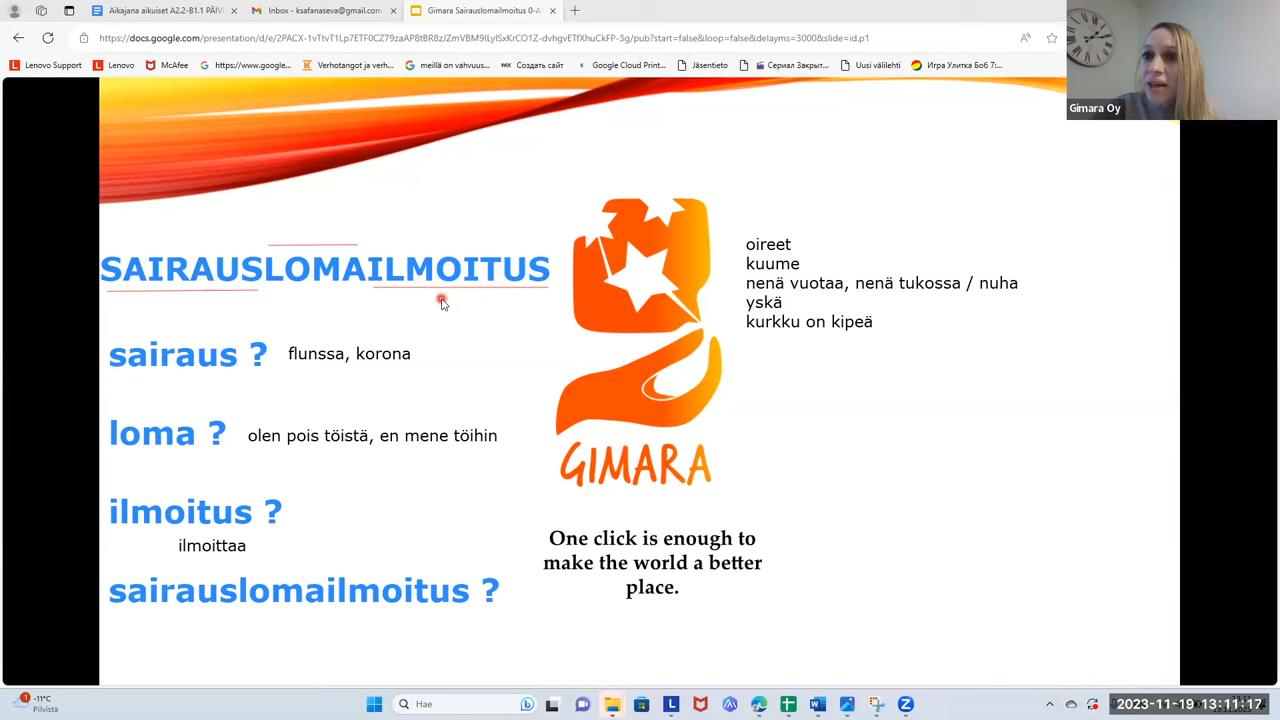 Aikajana aikuiset A2.2-B1.1 PÄIV
Inbox - ksafanaseva@gmail.com
Gimara Sairauslomailmoitus 0-A
https://docs.google.com/presentation/d/e/2PACX-1vTtvT1Lp7ETF0CZ79zaAP8tBR8zJZmVBM9ILylSxKrCO1Z-dvhgvETfXhuCkFP-3g/pub?start=false&loop=false&delayms=3000&slide=id.p1
Lenovo Support
Lenovo
McAfee
https://www.google...
Verhotangot ja verh...
meillä on vahvuus...
WIX Создать сайт
Google Cloud Print...
Jäsentieto
Сериал Закрыт...
Uusi välilehti
Игра Улитка Боб 7:...
Gimara Oy
SAIRAUSLOMAILMOITUS
sairaus ? flunssa, korona
loma ? olen pois töistä, en mene töihin
ilmoitus ?
ilmoittaa
sairauslomailmoitus ?
GIMARA
One click is enough to
make the world a better
place.
oireet
kuume
nenä vuotaa, nenä tukossa / nuha
yskä
kurkku on kipeä
1
-11°C
Pilvistä
Hae
2023-11-19 13:11:17